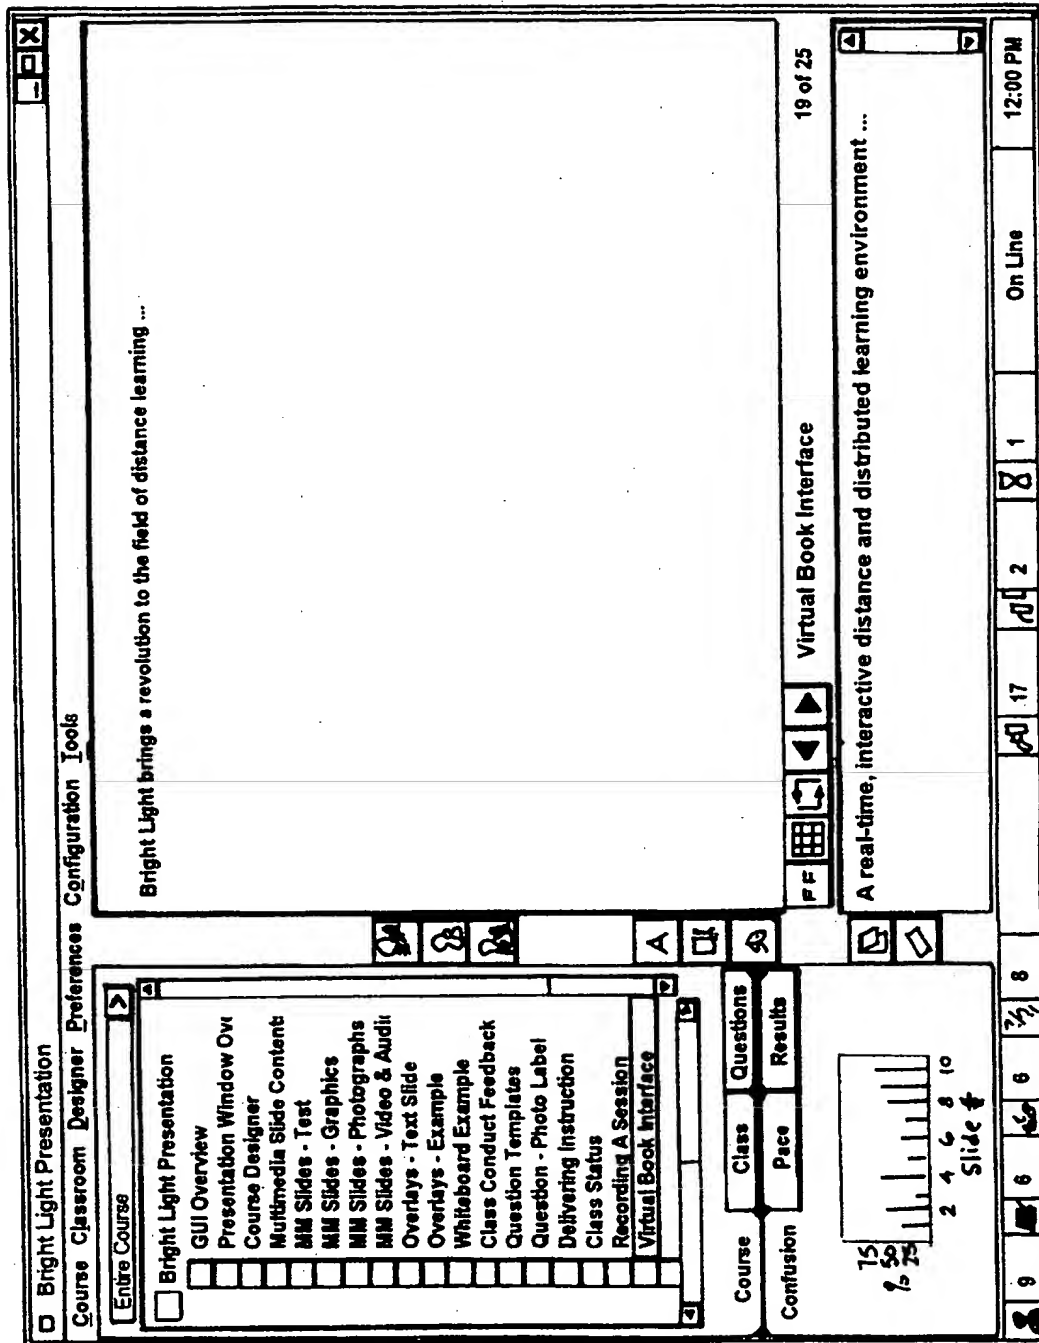 Bright Light Presentation
Course Classroom Designer Preferences Configuration Tools
Entire Course
Bright Light Presentation
GUI Overview
Presentation Window Ove
Course Designer
Multimedia Slide Content:
MM Slides - Test
MM Slides - Graphics
MM Slides - Photographs
MM Slides - Video & Audi
Overlays - Text Slide
Overlays - Example
Whiteboard Example
Class Conduct Feedback
Question Templates
Question - Photo Label
Delivering Instruction
Class Status
Recording A Session
Virtual Book Interface
Course Class Questions
Confusion Pace Results
75
50
25
2 4 6 8 10
Slide #
Bright Light brings a revolution to the field of distance learning ...
A
FF
Virtual Book Interface 19 of 25
A real-time, interactive distance and distributed learning environment ...
9 6 6 8 17 2 1 On Line 12:00 PM